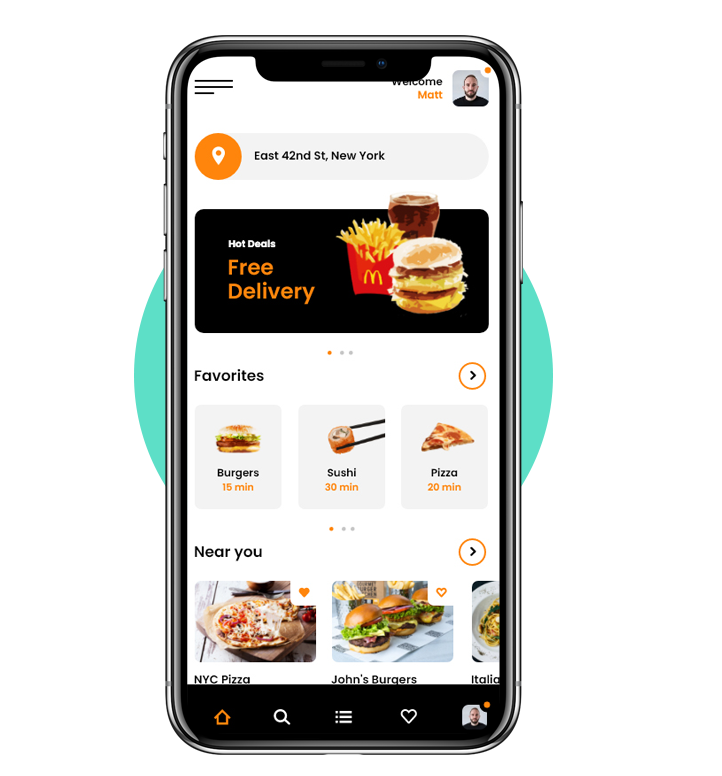 Welcome
Matt
East 42nd St, New York
Hot Deals
Free
Delivery
Favorites
Burgers
15 min
Sushi
30 min
Pizza
20 min
Near you
NYC Pizza
John's Burgers
Italia